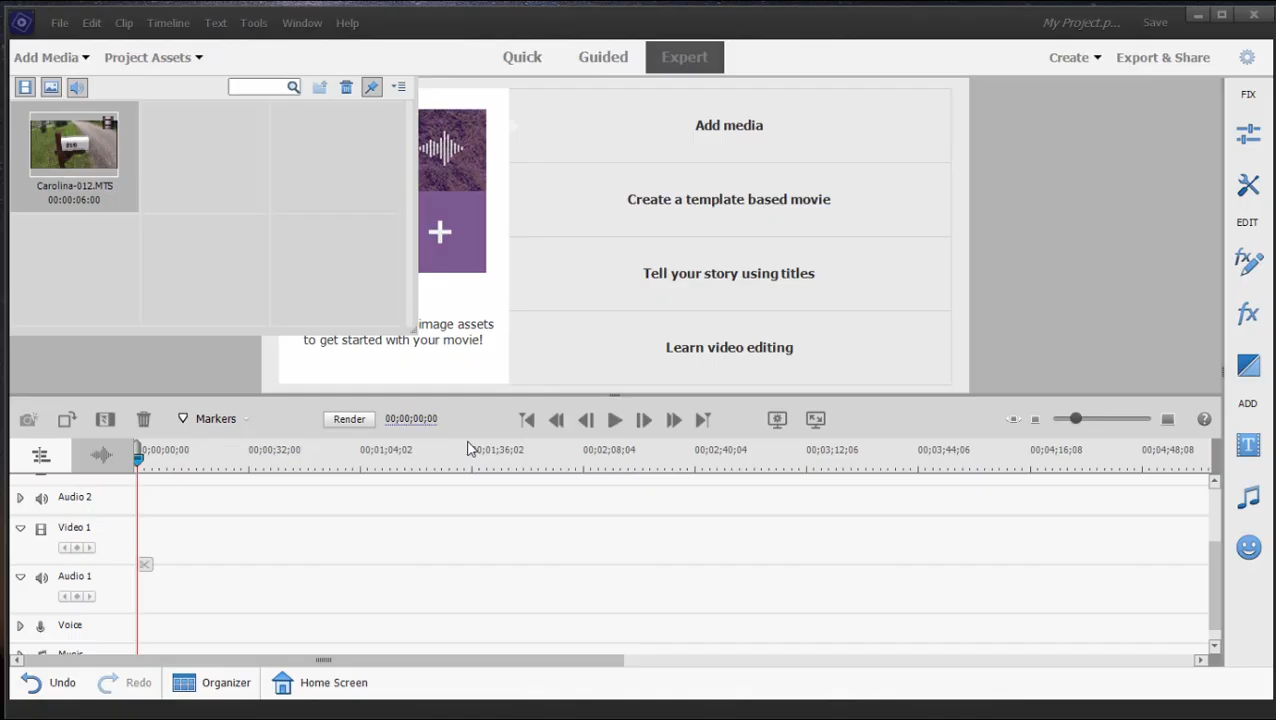 File Edit Clip Timeline Text Tools Window Help
My Project.p... Save
Add Media Project Assets Quick Guided Expert Create Export & Share
FIX
Carolina-012.MTS
00:00:06:00
Add media
Create a template based movie
Tell your story using titles
Learn video editing
image assets
to get started with your movie!
EDIT
fx
fx
ADD
T
Markers Render 00;00;00;00
0;00;00;00 00;00;32;00 00;01;04;02 00;01;36;02 00;02;08;04 00;02;40;04 00;03;12;06 00;03;44;06 00;04;16;08 00;04;48;08
Audio 2
Video 1
Audio 1
Voice
Undo Redo Organizer Home Screen